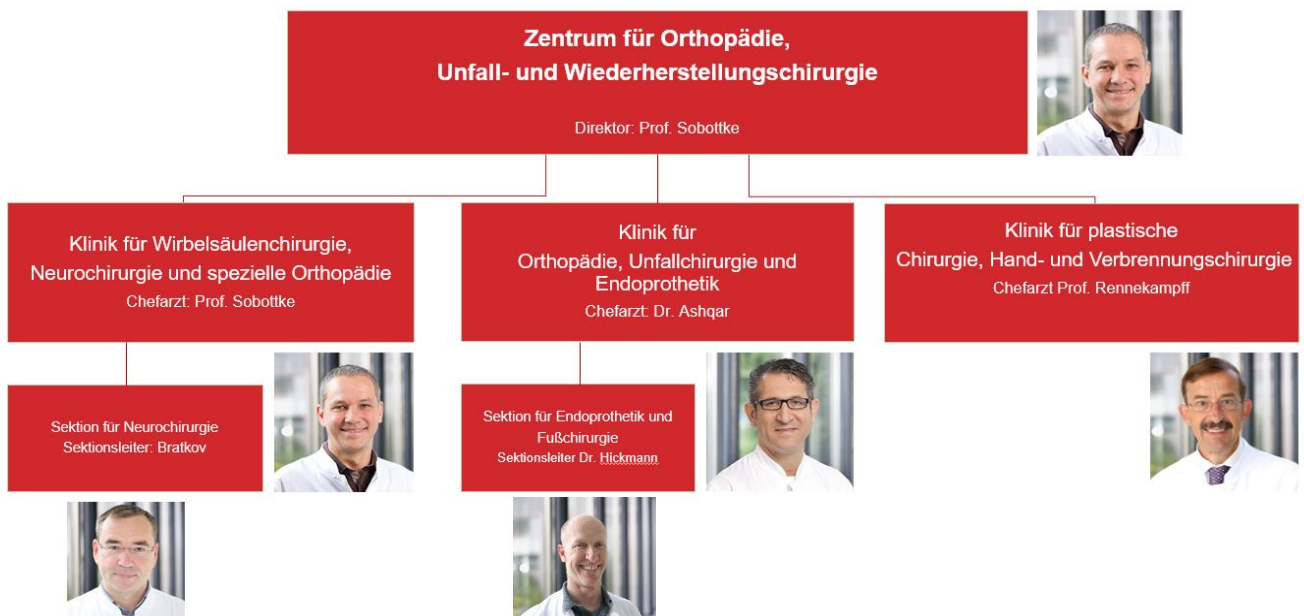 Zentrum für Orthopädie,
Unfall- und Wiederherstellungschirurgie
Direktor: Prof. Sobottke
Klinik für Wirbelsäulenchirurgie,
Neurochirurgie und spezielle Orthopädie
Chefarzt: Prof. Sobottke
Klinik für
Orthopädie, Unfallchirurgie und
Endoprothetik
Chefarzt: Dr. Ashqar
Klinik für plastische
Chirurgie, Hand- und Verbrennungschirurgie
Chefarzt Prof. Rennekampff
Sektion für Neurochirurgie
Sektionsleiter: Bratkov
Sektion für Endoprothetik und
Fußchirurgie
Sektionsleiter Dr. Hickmann